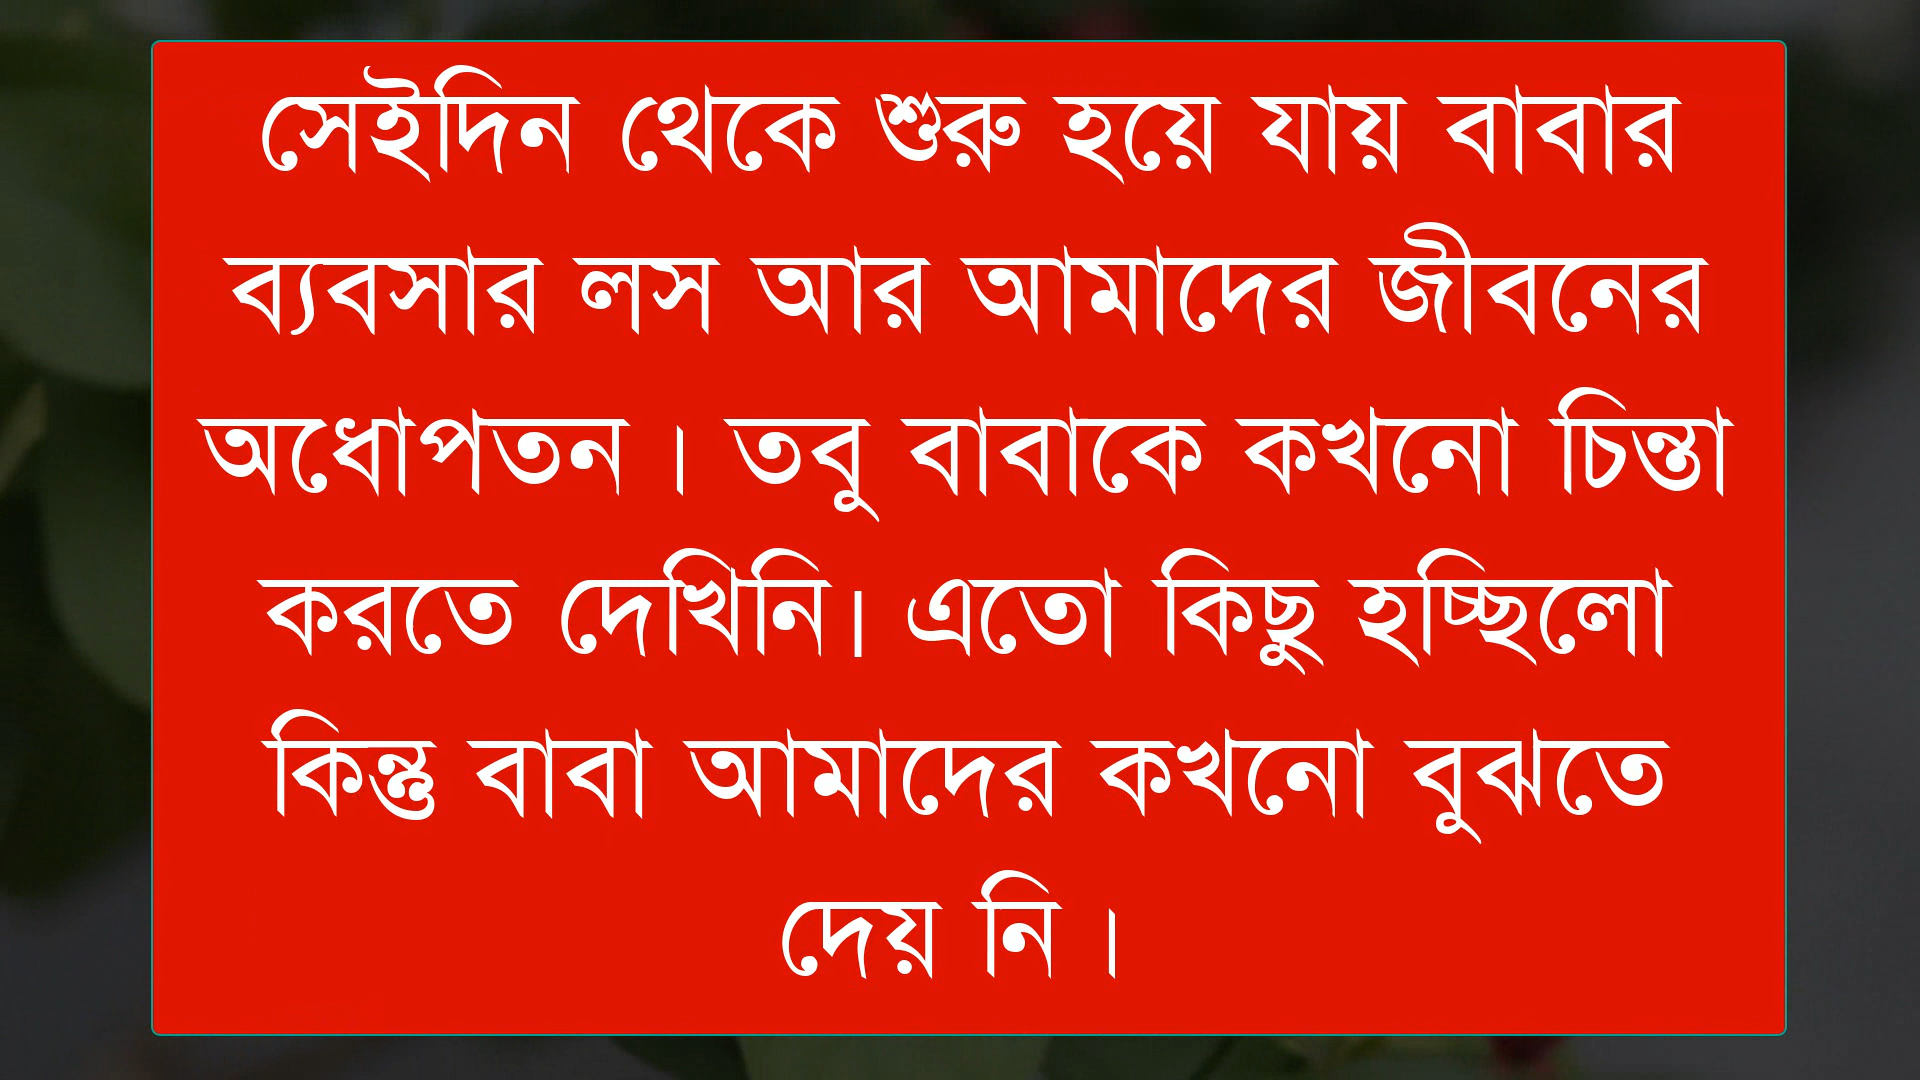 সেইদিন থেকে শুরু হয়ে যায় বাবার
ব্যবসার লস আর আমাদের জীবনের
অধোপতন । তবু বাবাকে কখনো চিন্তা
করতে দেখিনি। এতো কিছু হচ্ছিলো
কিন্তু বাবা আমাদের কখনো বুঝতে
দেয় নি ।